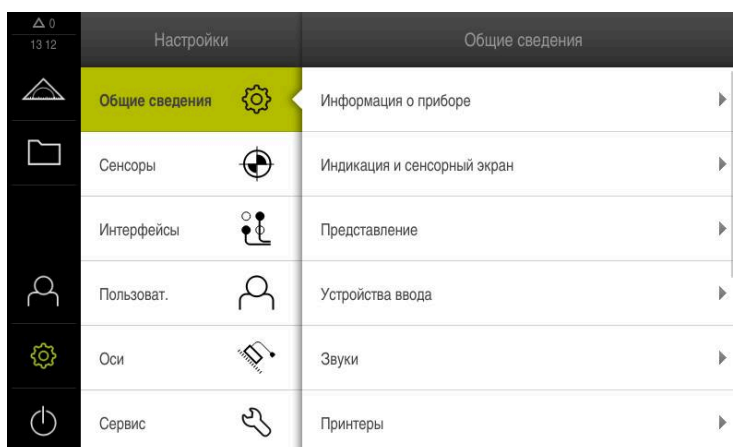 0
13 12
Настройки
Общие сведения
Общие сведения
Информация о приборе
Сенсоры
Индикация и сенсорный экран
Интерфейсы
Представление
Пользоват.
Устройства ввода
Оси
Звуки
Сервис
Принтеры